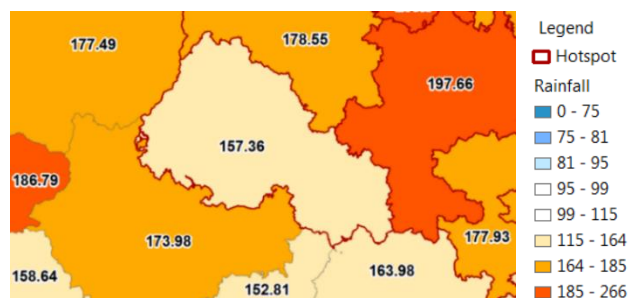 177.49
178.55
197.66
157.36
186.79
173.98
177.93
158.64
152.81
163.98
Legend
Hotspot
Rainfall
0 - 75
75 - 81
81 - 95
95 - 99
99 - 115
115 - 164
164 - 185
185 - 266